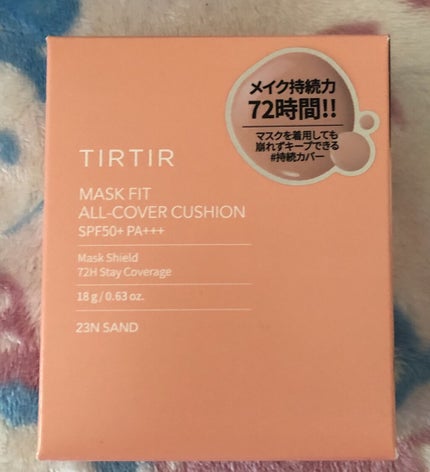 メイク持続力
72時間!!
マスクを着用しても
崩れずキープできる
#持続カバー
TIRTIR
MASK FIT
ALL-COVER CUSHION
SPF50+ PA+++
Mask Shield
72H Stay Coverage
18 g / 0.63 oz.
23N SAND